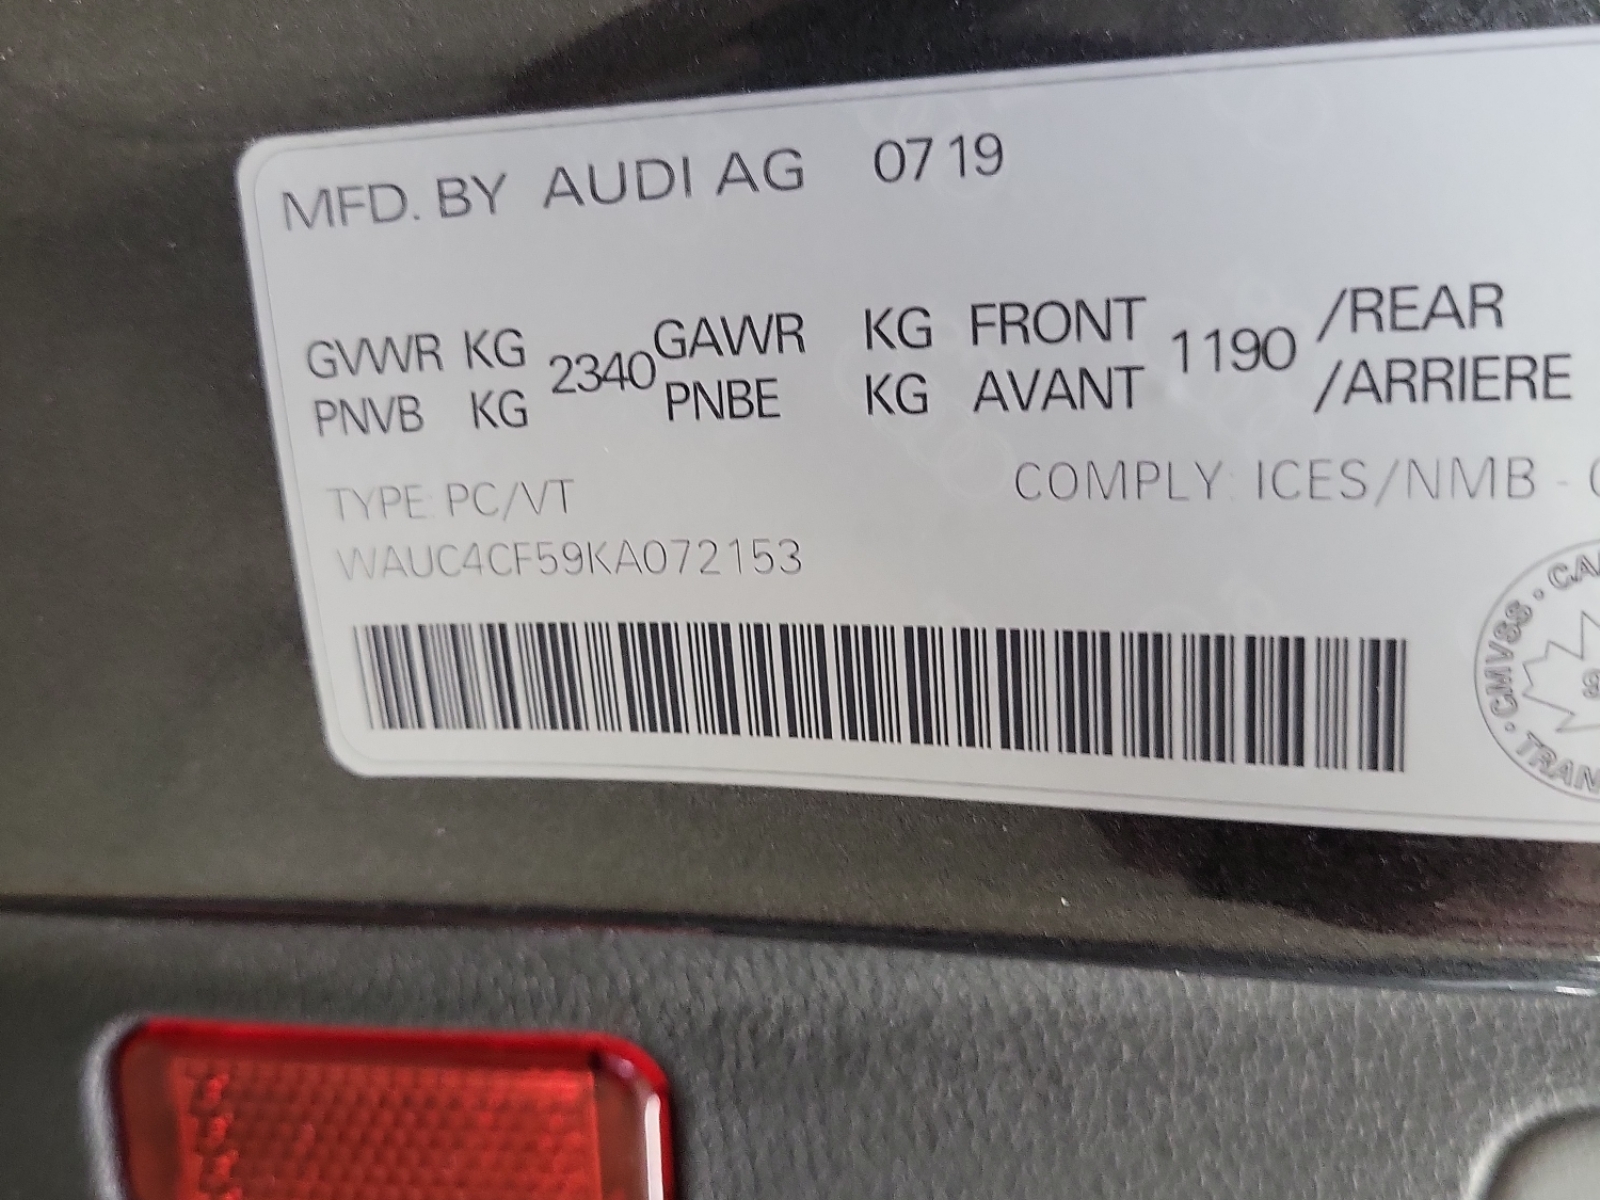 MFD. BY AUDI AG 07 19
GVWR KG 2340 GAWR KG FRONT 1190 /REAR
PNVB KG PNBE KG AVANT /ARRIERE
TYPE: PC/VT COMPLY: ICES/NMB -
WAUC4CF59KA072153
CMVSS